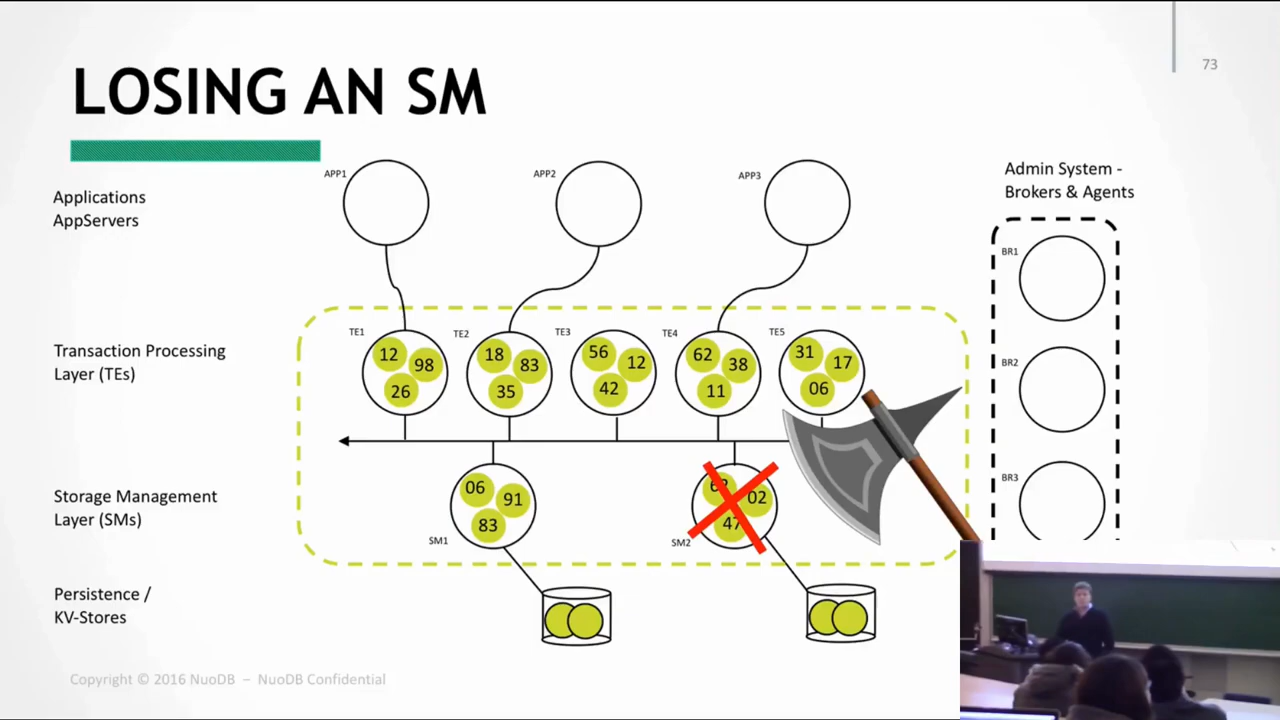 73
LOSING AN SM
Applications
AppServers
APP1
APP2
APP3
Admin System -
Brokers & Agents
BR1
BR2
BR3
Transaction Processing
Layer (TEs)
TE1
12
98
26
TE2
18
83
35
TE3
56
12
42
TE4
62
38
11
TE5
31
17
06
Storage Management
Layer (SMs)
SM1
06
91
83
SM2
02
47
Persistence /
KV-Stores
Copyright © 2016 NuoDB – NuoDB Confidential